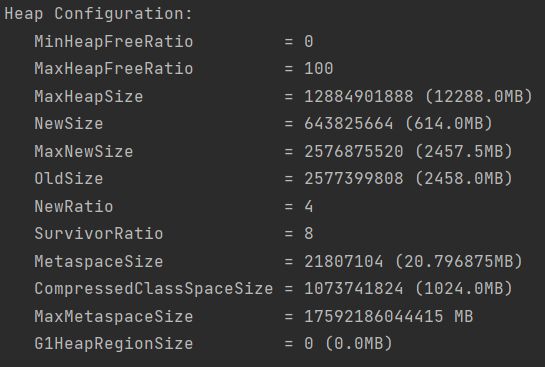 Heap Configuration:
   MinHeapFreeRatio         = 0
   MaxHeapFreeRatio         = 100
   MaxHeapSize              = 12884901888 (12288.0MB)
   NewSize                  = 643825664 (614.0MB)
   MaxNewSize               = 2576875520 (2457.5MB)
   OldSize                  = 2577399808 (2458.0MB)
   NewRatio                 = 4
   SurvivorRatio            = 8
   MetaspaceSize            = 21807104 (20.796875MB)
   CompressedClassSpaceSize = 1073741824 (1024.0MB)
   MaxMetaspaceSize         = 17592186044415 MB
   G1HeapRegionSize         = 0 (0.0MB)